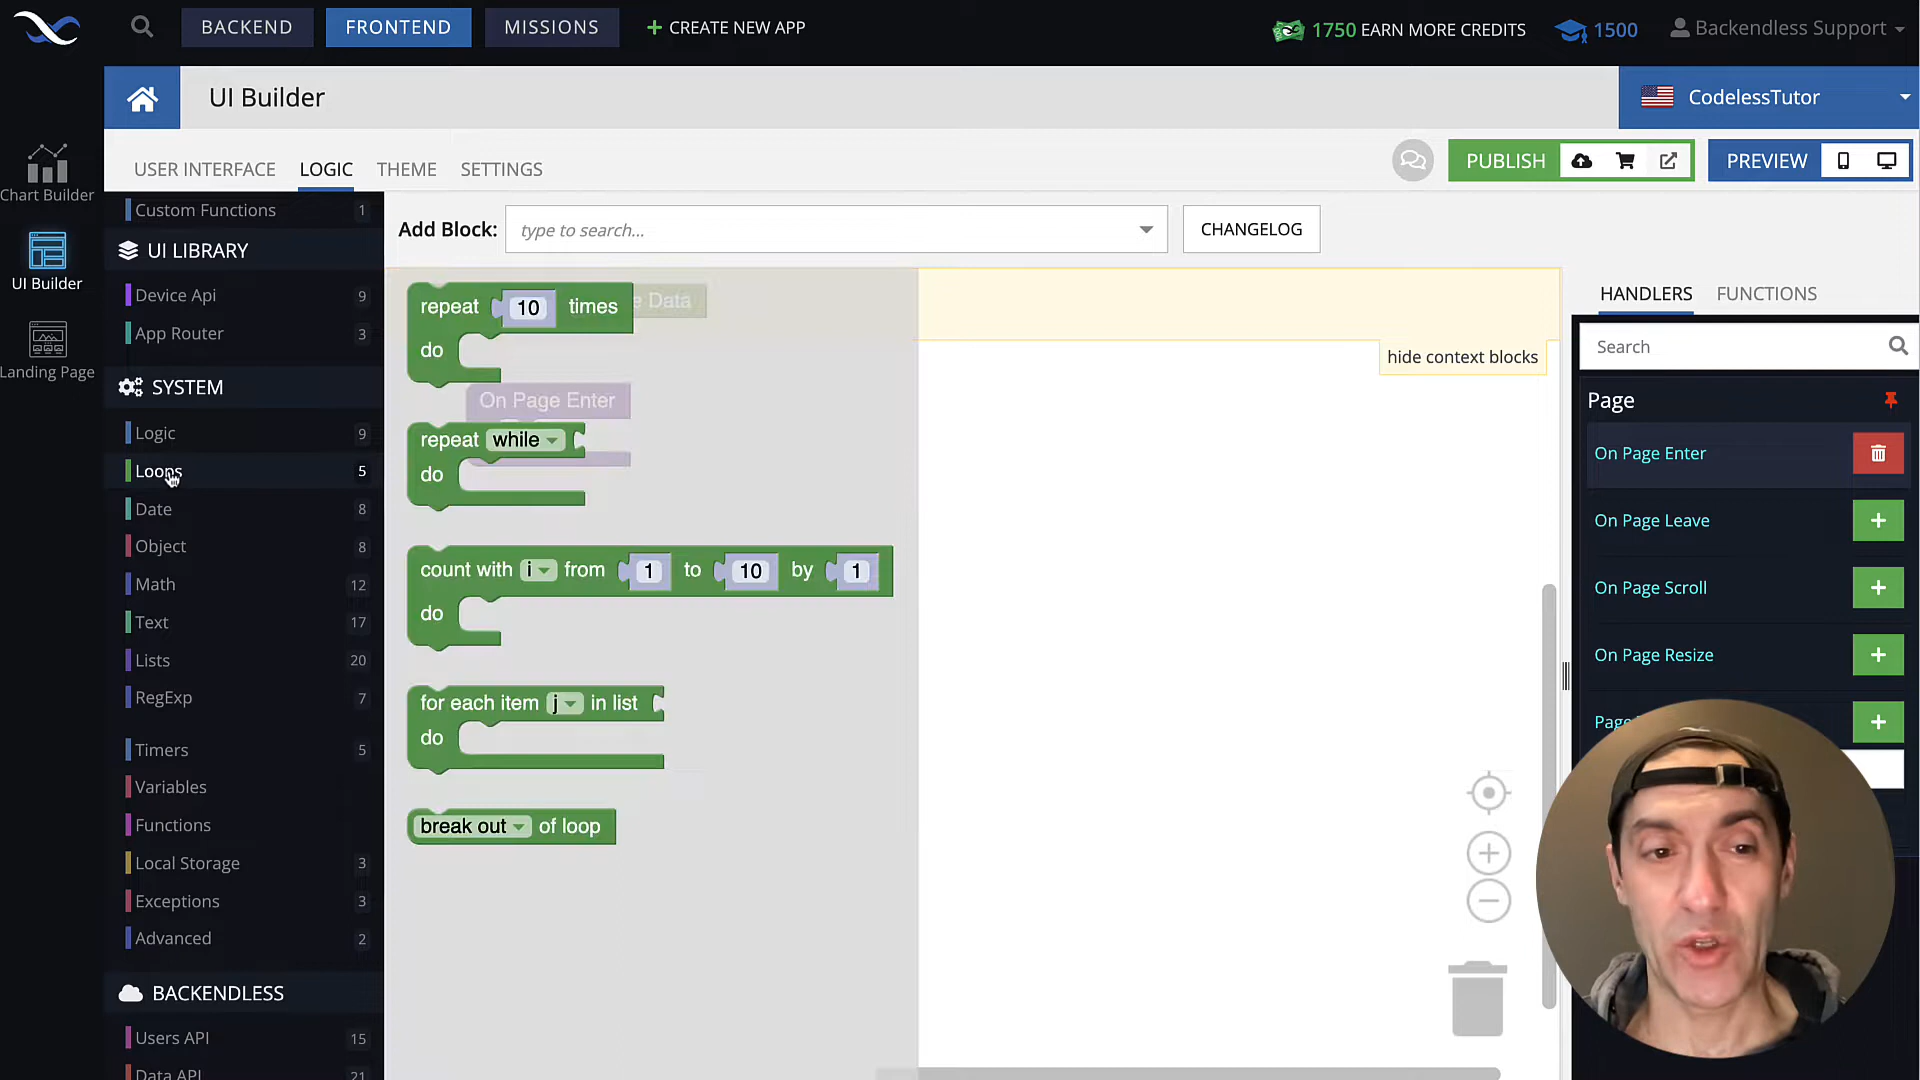 BACKEND
FRONTEND
MISSIONS
+ CREATE NEW APP
1750 EARN MORE CREDITS
1500
Backendless Support
UI Builder
CodelessTutor
Chart Builder
UI Builder
Landing Page
USER INTERFACE
LOGIC
THEME
SETTINGS
PUBLISH
PREVIEW
Custom Functions 1
UI LIBRARY
Device Api 9
App Router 3
SYSTEM
Logic 9
Loops 5
Date 8
Object 8
Math 12
Text 17
Lists 20
RegExp 7
Timers 5
Variables
Functions
Local Storage 3
Exceptions 3
Advanced 2
BACKENDLESS
Users API 15
Data API 21
Add Block:
type to search...
CHANGELOG
repeat 10 times
do
e Data
On Page Enter
repeat while
do
count with i from 1 to 10 by 1
do
for each item j in list
do
break out of loop
hide context blocks
HANDLERS
FUNCTIONS
Search
Page
On Page Enter
On Page Leave
On Page Scroll
On Page Resize